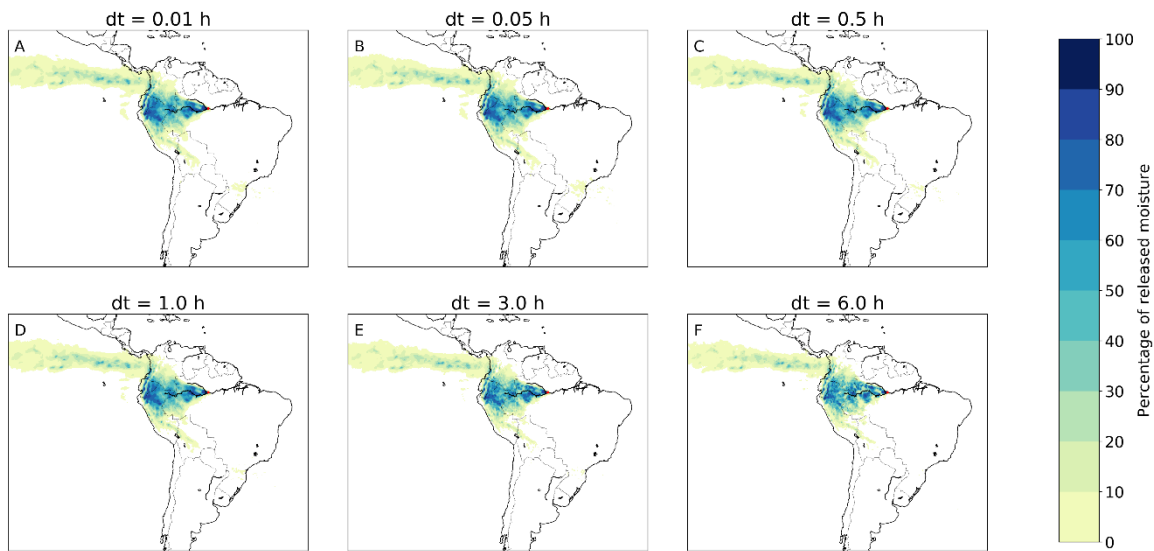 dt = 0.01 h
dt = 0.05 h
dt = 0.5 h
A
B
C
dt = 1.0 h
dt = 3.0 h
dt = 6.0 h
D
E
F
100
90
80
70
60
50
40
30
20
10
0
Percentage of released moisture